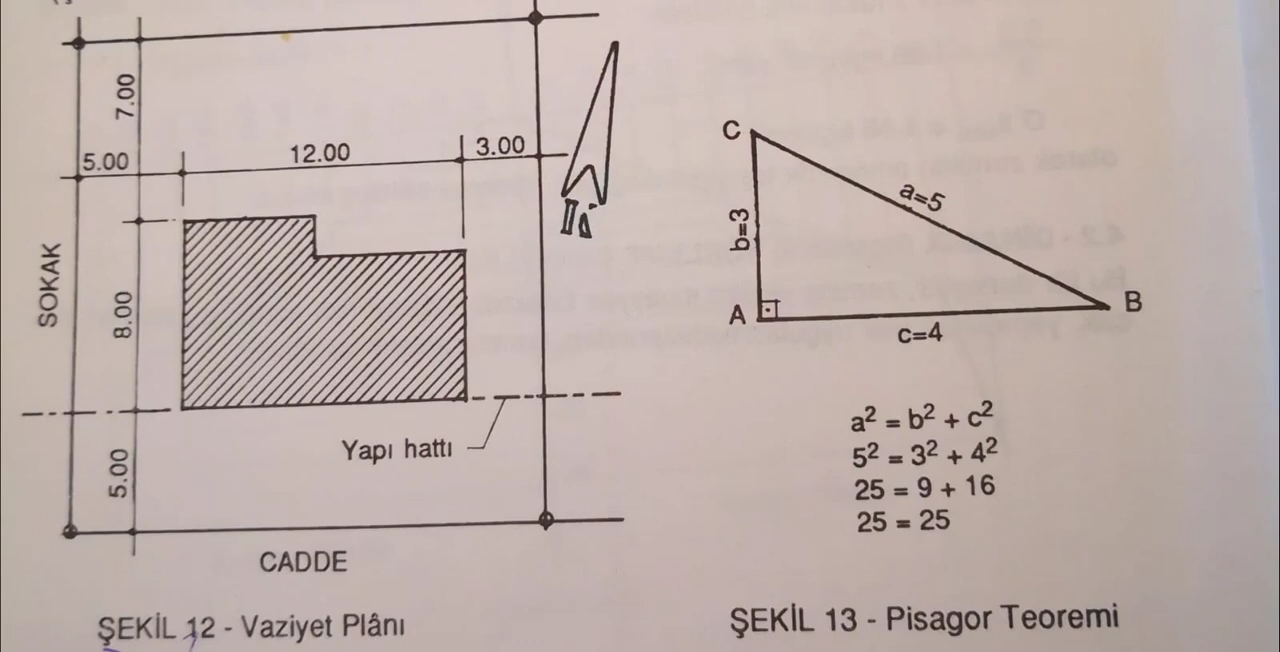 7.00
5.00
12.00
3.00
SOKAK
8.00
Yapı hattı
5.00
CADDE
ŞEKİL 12 - Vaziyet Plânı
C
a=5
b=3
A
B
c=4
a² = b² + c²
5² = 3² + 4²
25 = 9 + 16
25 = 25
ŞEKİL 13 - Pisagor Teoremi